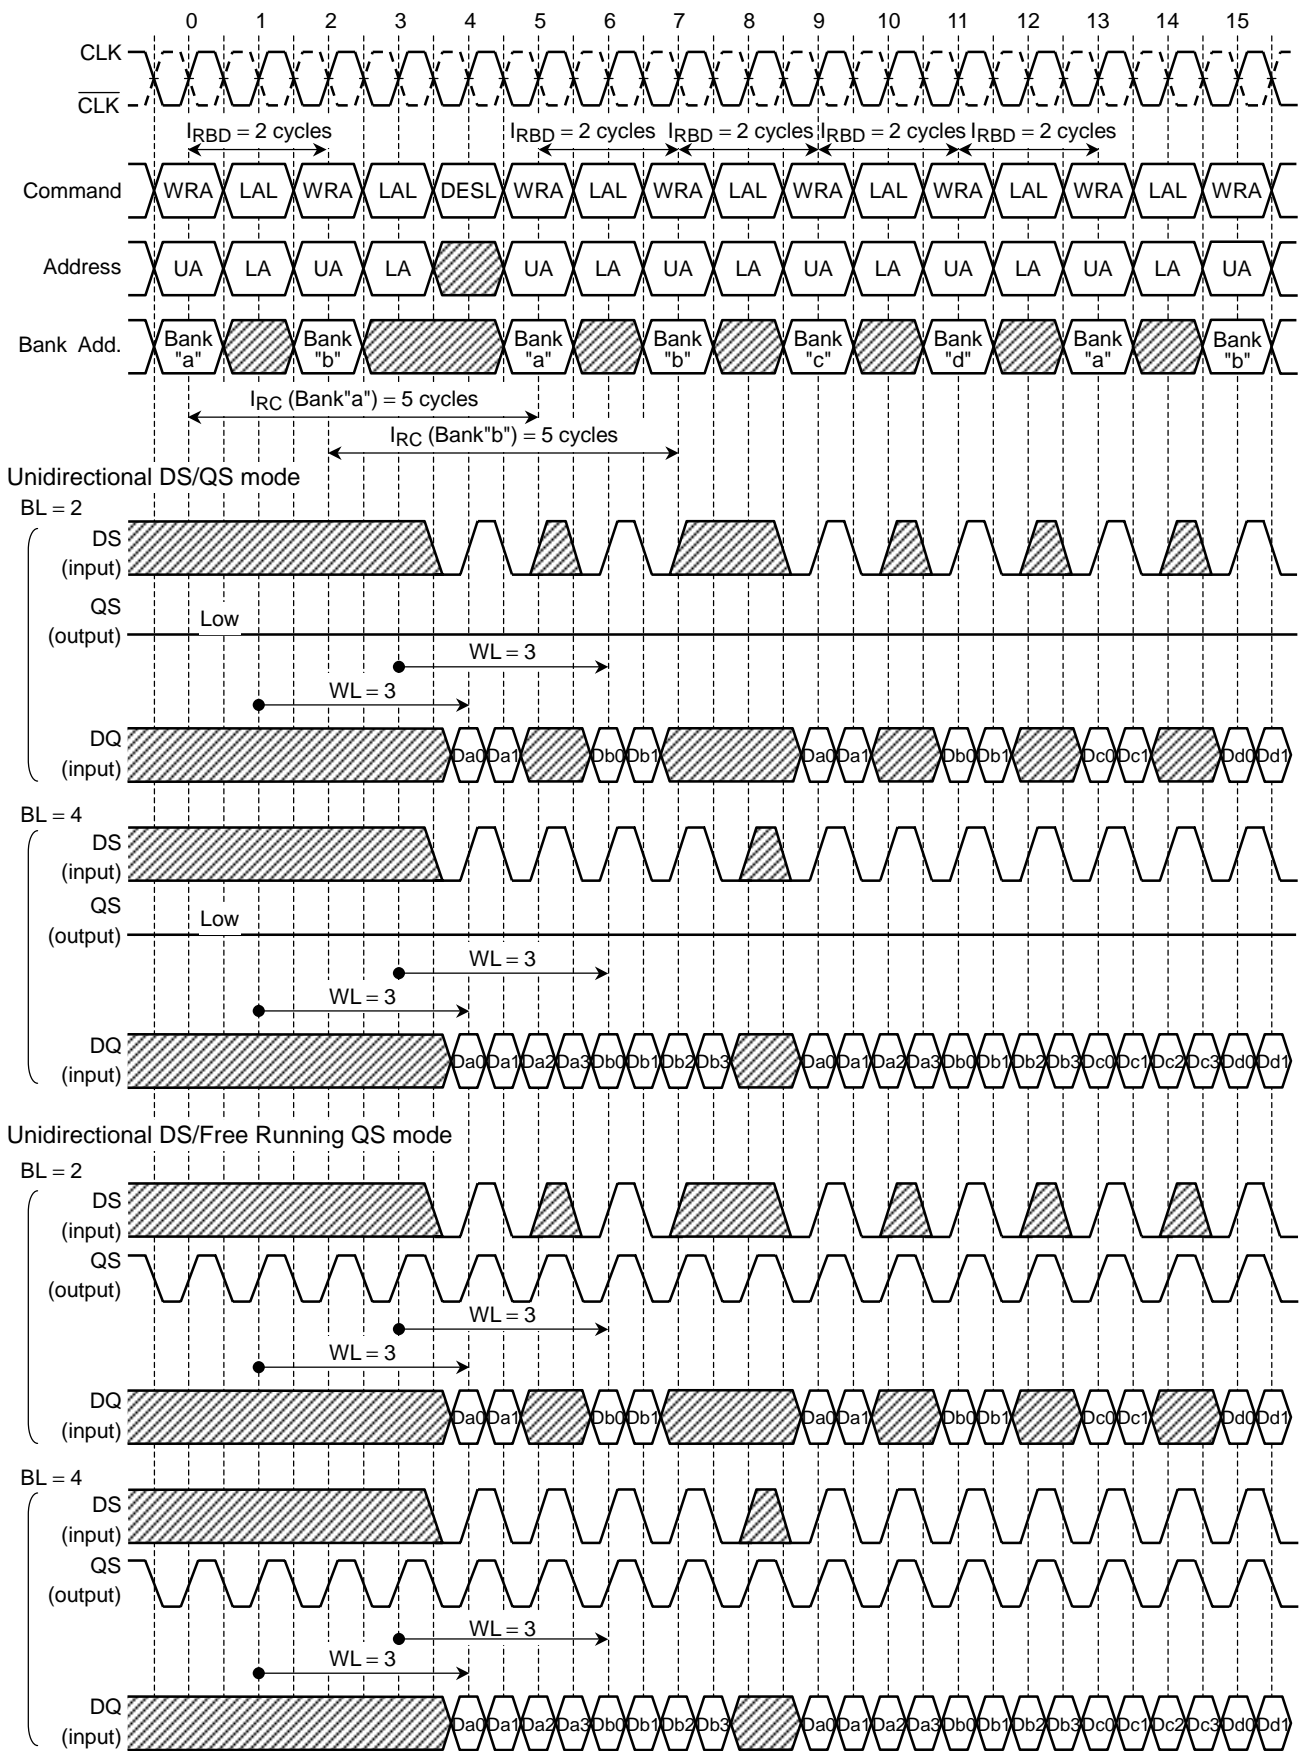 0 1 2 3 4 5 6 7 8 9 10 11 12 13 14 15
CLK
CLK
IRBD = 2 cycles IRBD = 2 cycles IRBD = 2 cycles IRBD = 2 cycles IRBD = 2 cycles
Command WRA LAL WRA LAL DESL WRA LAL WRA LAL WRA LAL WRA LAL WRA LAL WRA
Address UA LA UA LA UA LA UA LA UA LA UA LA UA LA UA
Bank Add. Bank "a" Bank "b" Bank "a" Bank "b" Bank "c" Bank "d" Bank "a" Bank "b"
IRC (Bank"a") = 5 cycles
IRC (Bank"b") = 5 cycles
Unidirectional DS/QS mode
BL = 2
DS
(input)
QS
(output) Low
WL = 3
WL = 3
DQ
(input) Da0 Da1 Db0 Db1 Da0 Da1 Db0 Db1 Dc0 Dc1 Dd0 Dd1
BL = 4
DS
(input)
QS
(output) Low
WL = 3
WL = 3
DQ
(input) Da0 Da1 Da2 Da3 Db0 Db1 Db2 Db3 Da0 Da1 Da2 Da3 Db0 Db1 Db2 Db3 Dc0 Dc1 Dc2 Dc3 Dd0 Dd1
Unidirectional DS/Free Running QS mode
BL = 2
DS
(input)
QS
(output)
WL = 3
WL = 3
DQ
(input) Da0 Da1 Db0 Db1 Da0 Da1 Db0 Db1 Dc0 Dc1 Dd0 Dd1
BL = 4
DS
(input)
QS
(output)
WL = 3
WL = 3
DQ
(input) Da0 Da1 Da2 Da3 Db0 Db1 Db2 Db3 Da0 Da1 Da2 Da3 Db0 Db1 Db2 Db3 Dc0 Dc1 Dc2 Dc3 Dd0 Dd1